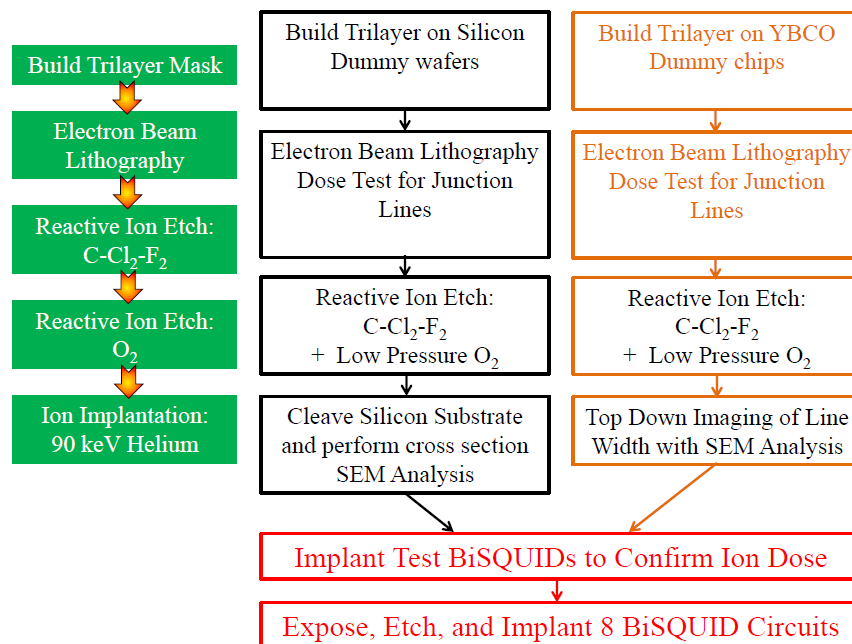 Build Trilayer Mask
Electron Beam
Lithography
Reactive Ion Etch:
C-Cl₂-F₂
Reactive Ion Etch:
O₂
Ion Implantation:
90 keV Helium
Build Trilayer on Silicon
Dummy wafers
Electron Beam Lithography
Dose Test for Junction
Lines
Reactive Ion Etch:
C-Cl₂-F₂
+ Low Pressure O₂
Cleave Silicon Substrate
and perform cross section
SEM Analysis
Build Trilayer on YBCO
Dummy chips
Electron Beam Lithography
Dose Test for Junction
Lines
Reactive Ion Etch:
C-Cl₂-F₂
+ Low Pressure O₂
Top Down Imaging of Line
Width with SEM Analysis
Implant Test BiSQUIDs to Confirm Ion Dose
Expose, Etch, and Implant 8 BiSQUID Circuits